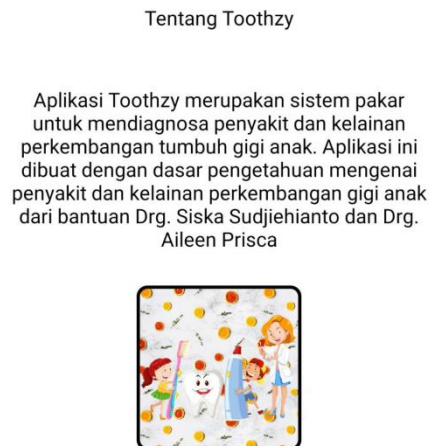 Tentang Toothzy
Aplikasi Toothzy merupakan sistem pakar
untuk mendiagnosa penyakit dan kelainan
perkembangan tumbuh gigi anak. Aplikasi ini
dibuat dengan dasar pengetahuan mengenai
penyakit dan kelainan perkembangan gigi anak
dari bantuan Drg. Siska Sudjiehianto dan Drg.
Aileen Prisca